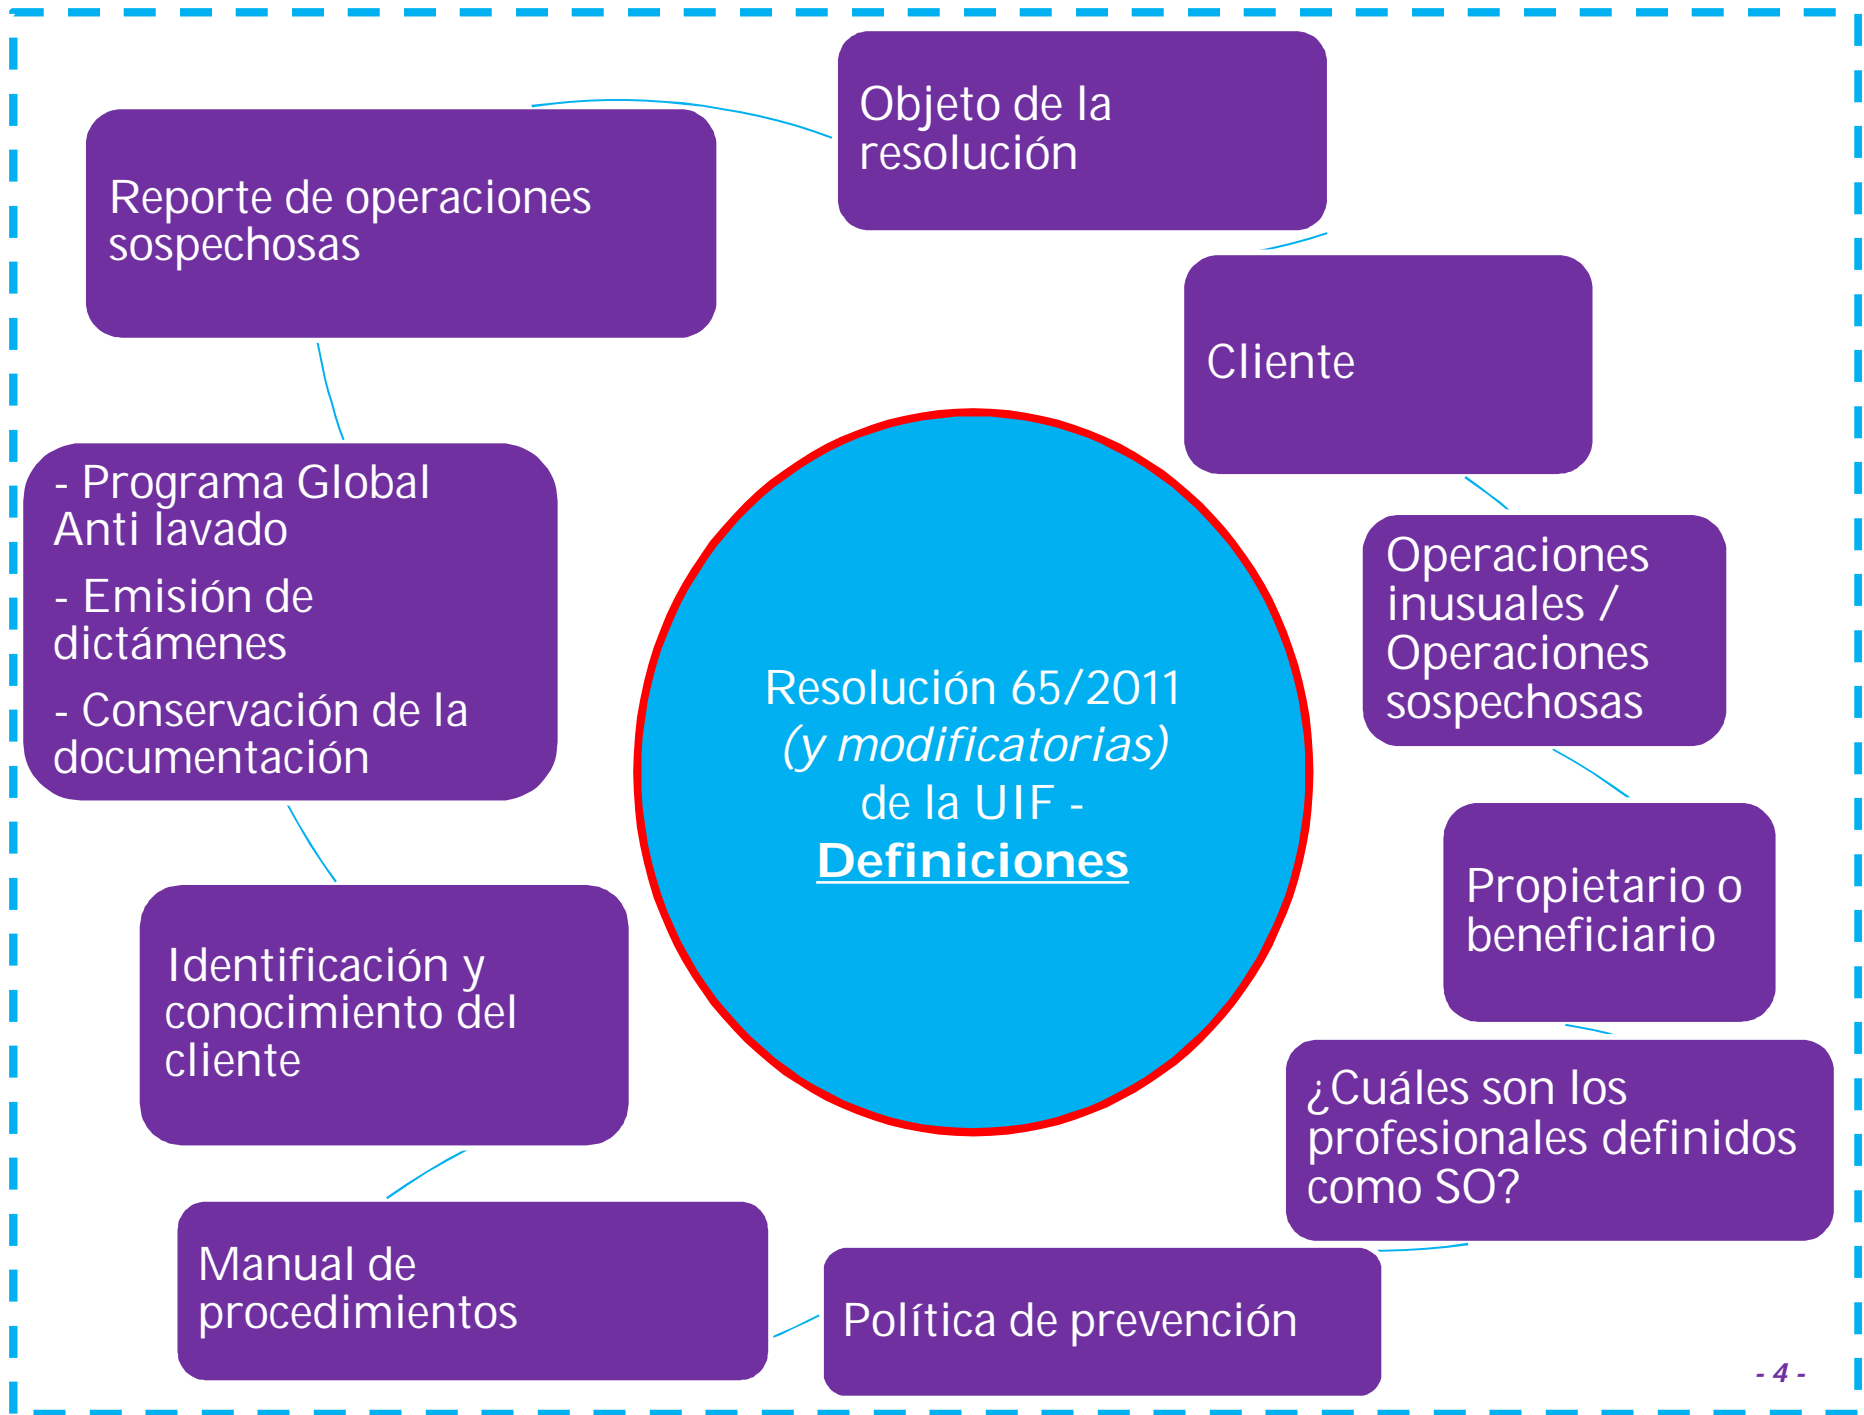 Objeto de la
resolución
Cliente
Operaciones
inusuales /
Operaciones
sospechosas
Propietario o
beneficiario
¿Cuáles son los
profesionales definidos
como SO?
Política de prevención
Manual de
procedimientos
Identificación y
conocimiento del
cliente
- Programa Global
Anti lavado
- Emisión de
dictámenes
- Conservación de la
documentación
Reporte de operaciones
sospechosas
Resolución 65/2011
(y modificatorias)
de la UIF -
Definiciones
- 4 -